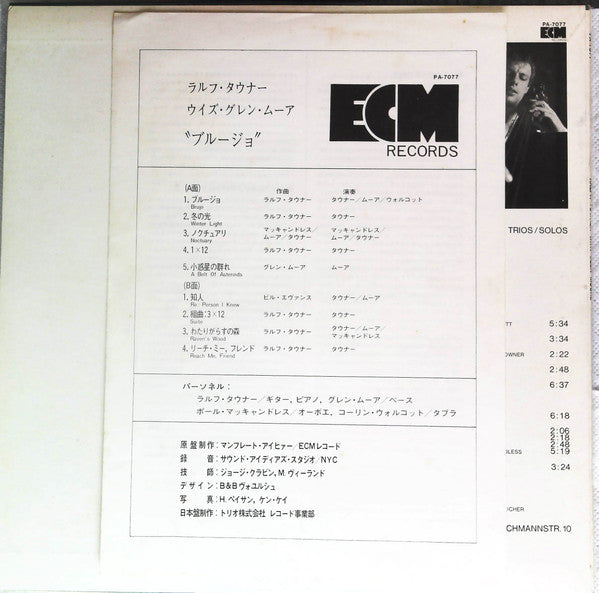 PA-7077
ECM
RECORDS
ラルフ・タウナー
ウイズ・グレン・ムーア
"ブルージョ"
(A面) 作曲 演奏
1. ブルージョ ラルフ・タウナー タウナー/ムーア/ウォルコット
Brujo
2. 冬の光 ラルフ・タウナー タウナー
Winter Light
3. ノクチュアリ マッキャンドレス/ムーア/タウナー マッキャンドレス/ムーア/タウナー
Noctuary
4. 1×12 ラルフ・タウナー タウナー
5. 小惑星の群れ グレン・ムーア ムーア
A Belt Of Asteroids
(B面)
1. 知人 ビル・エヴァンス タウナー/ムーア
Re: Person I Knew
2. 組曲:3×12 ラルフ・タウナー タウナー
Suite
3. わたりがらすの森 ラルフ・タウナー タウナー/ムーア/マッキャンドレス
Raven's Wood
4. リーチ・ミー, フレンド ラルフ・タウナー タウナー
Reach Me, Friend
パーソネル:
ラルフ・タウナー/ギター, ピアノ, グレン・ムーア/ベース
ポール・マッキャンドレス/オーボエ, コーリン・ウォルコット/タブラ
原盤制作:マンフレート・アイヒァー/ECMレコード
録音:サウンド・アイディアズ・スタジオ/NYC
技師:ジョージ・クラビン, M.ヴィーランド
デザイン:B&Bヴォユルシュ
写真:H.ペイサン, ケン・ケイ
日本盤制作:トリオ株式会社 レコード事業部
PA-7077
ECM
RECORDS
TRIOS/SOLOS
TT 5:34
3:34
OWNER 2:22
2:48
6:37
6:18
2:06
2:18
2:48
DLESS 5:19
3:24
CHER
CHMANNSTR.10